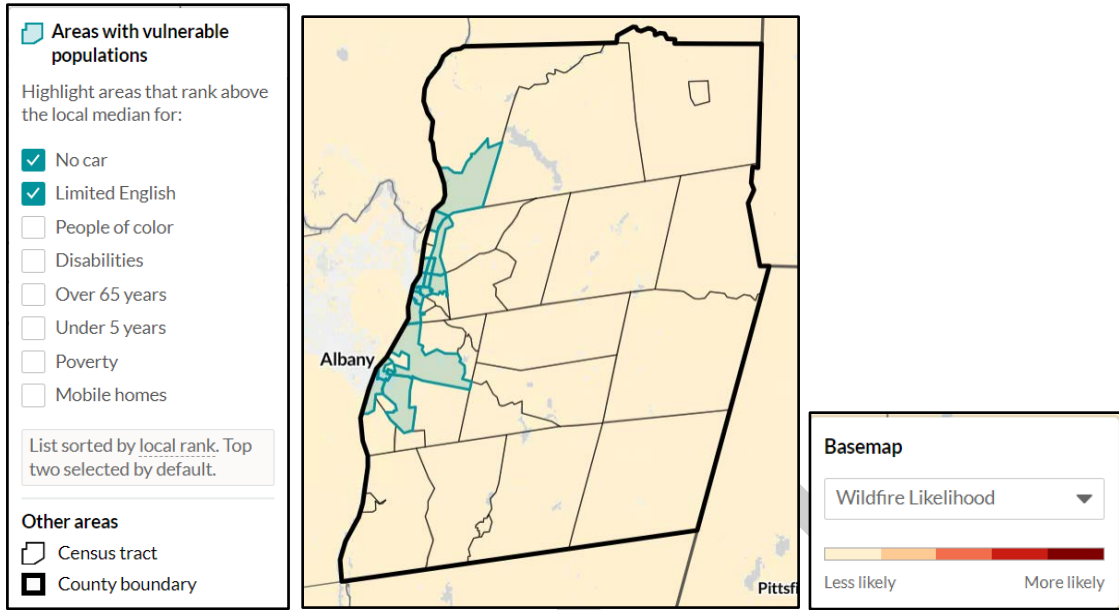 Areas with vulnerable
populations
Highlight areas that rank above
the local median for:
No car
Limited English
People of color
Disabilities
Over 65 years
Under 5 years
Poverty
Mobile homes
List sorted by local rank. Top
two selected by default.
Other areas
Census tract
County boundary
Albany
Pittsfi
Basemap
Wildfire Likelihood
Less likely
More likely